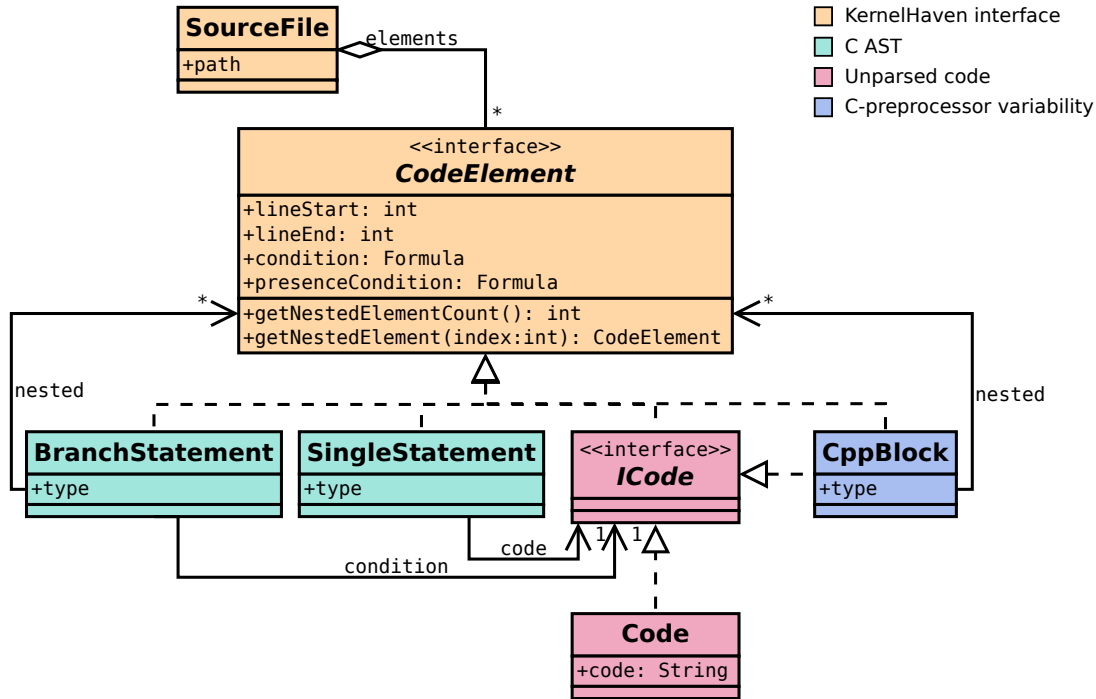 SourceFile
+path
elements
*
KernelHaven interface
C AST
Unparsed code
C-preprocessor variability
<<interface>>
CodeElement
+lineStart: int
+lineEnd: int
+condition: Formula
+presenceCondition: Formula
+getNestedElementCount(): int
+getNestedElement(index:int): CodeElement
*
*
nested
nested
BranchStatement
+type
SingleStatement
+type
<<interface>>
ICode
CppBlock
+type
code
1
1
condition
Code
+code: String